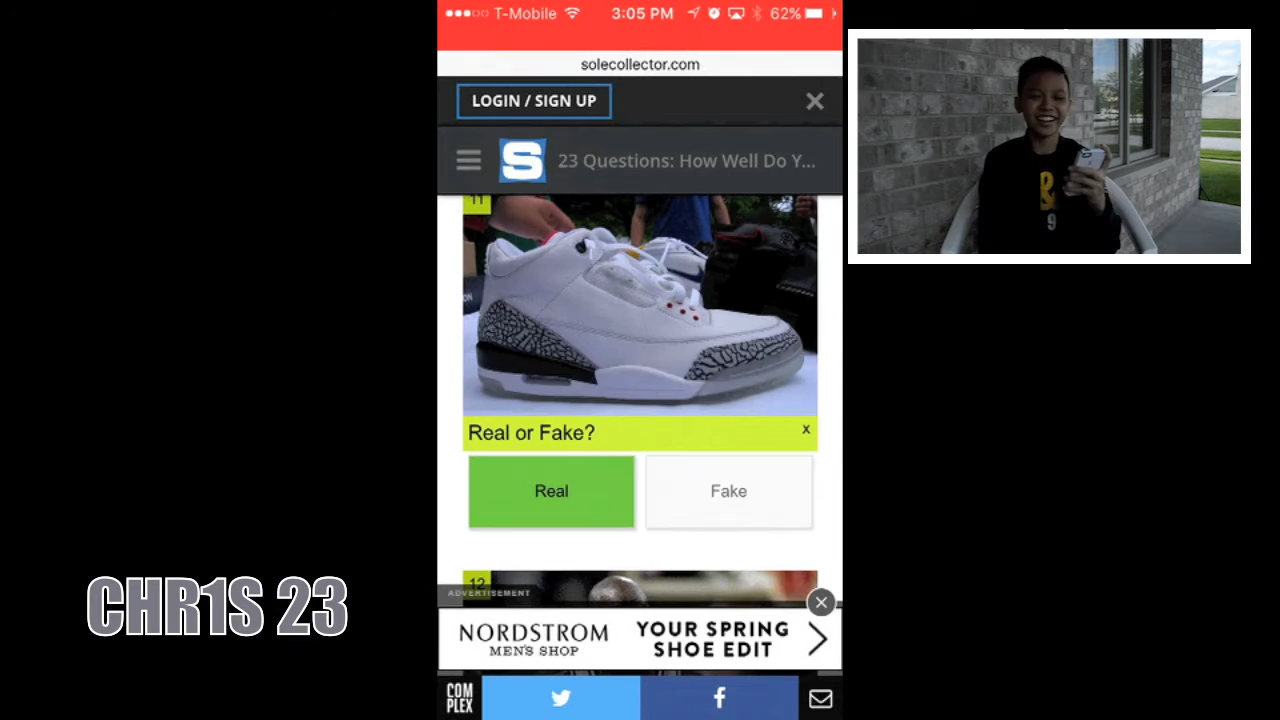 T-Mobile 3:05 PM 62%
solecollector.com
LOGIN / SIGN UP
S 23 Questions: How Well Do Y...
11
Real or Fake? x
Real Fake
12
ADVERTISEMENT
NORDSTROM
MEN'S SHOP
YOUR SPRING
SHOE EDIT
COM
PLEX
CHR1S 23
&
9